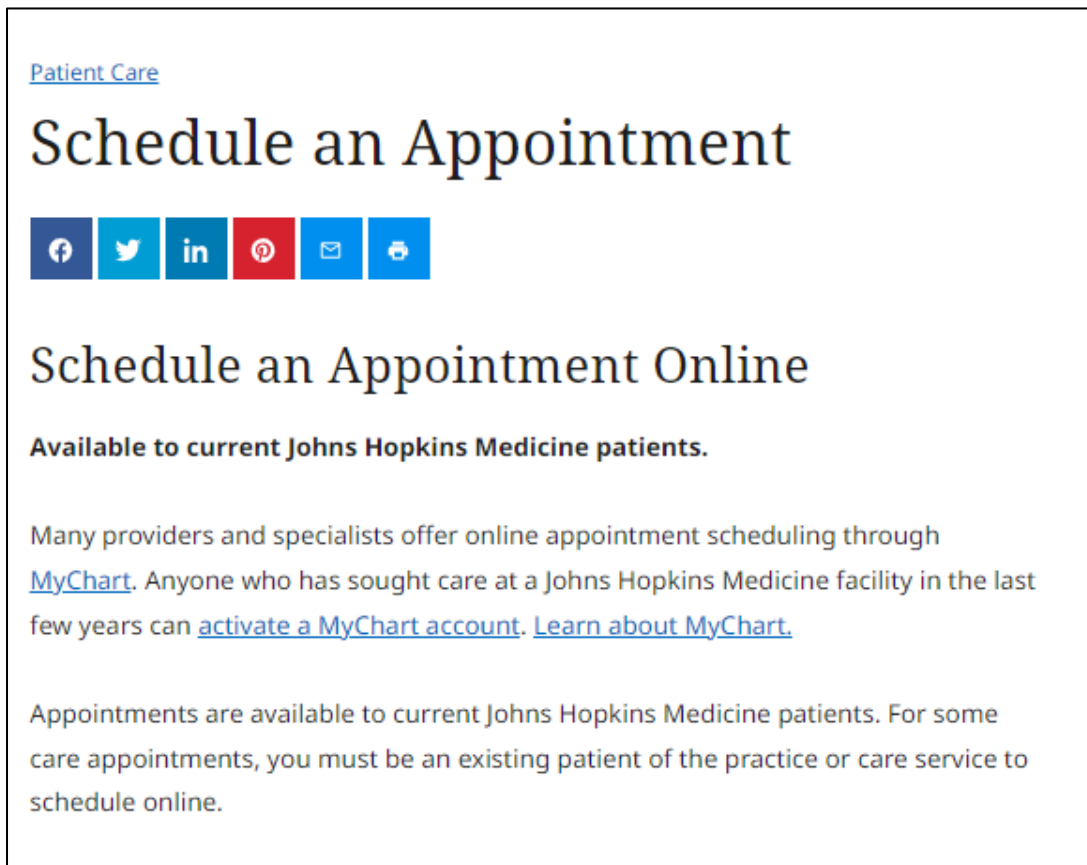 Patient Care
Schedule an Appointment
in
Schedule an Appointment Online
Available to current Johns Hopkins Medicine patients.
Many providers and specialists offer online appointment scheduling through
MyChart. Anyone who has sought care at a Johns Hopkins Medicine facility in the last
few years can activate a MyChart account. Learn about MyChart.
Appointments are available to current Johns Hopkins Medicine patients. For some
care appointments, you must be an existing patient of the practice or care service to
schedule online.